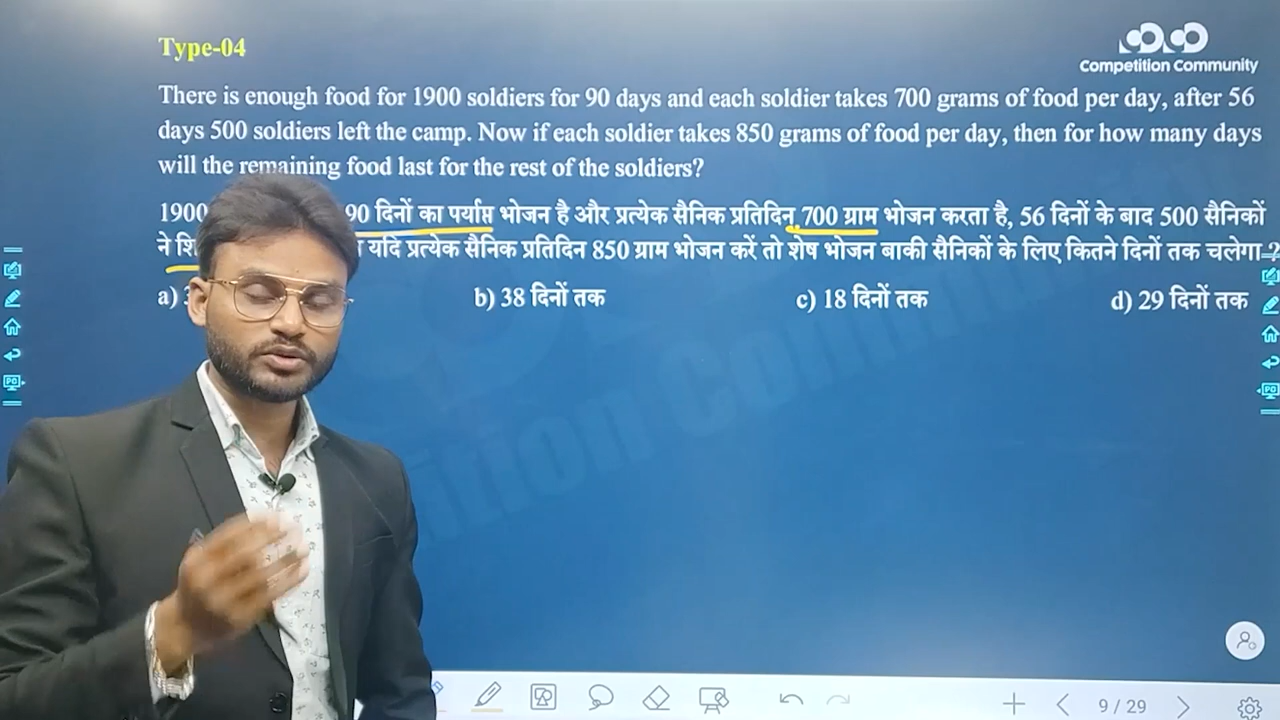 Type-04
Competition Community
There is enough food for 1900 soldiers for 90 days and each soldier takes 700 grams of food per day, after 56
days 500 soldiers left the camp. Now if each soldier takes 850 grams of food per day, then for how many days
will the remaining food last for the rest of the soldiers?
1900 90 दिनों का पर्याप्त भोजन है और प्रत्येक सैनिक प्रतिदिन 700 ग्राम भोजन करता है, 56 दिनों के बाद 500 सैनिकों
ने यदि प्रत्येक सैनिक प्रतिदिन 850 ग्राम भोजन करें तो शेष भोजन बाकी सैनिकों के लिए कितने दिनों तक चलेगा ?
a) b) 38 दिनों तक c) 18 दिनों तक d) 29 दिनों तक
9 / 29